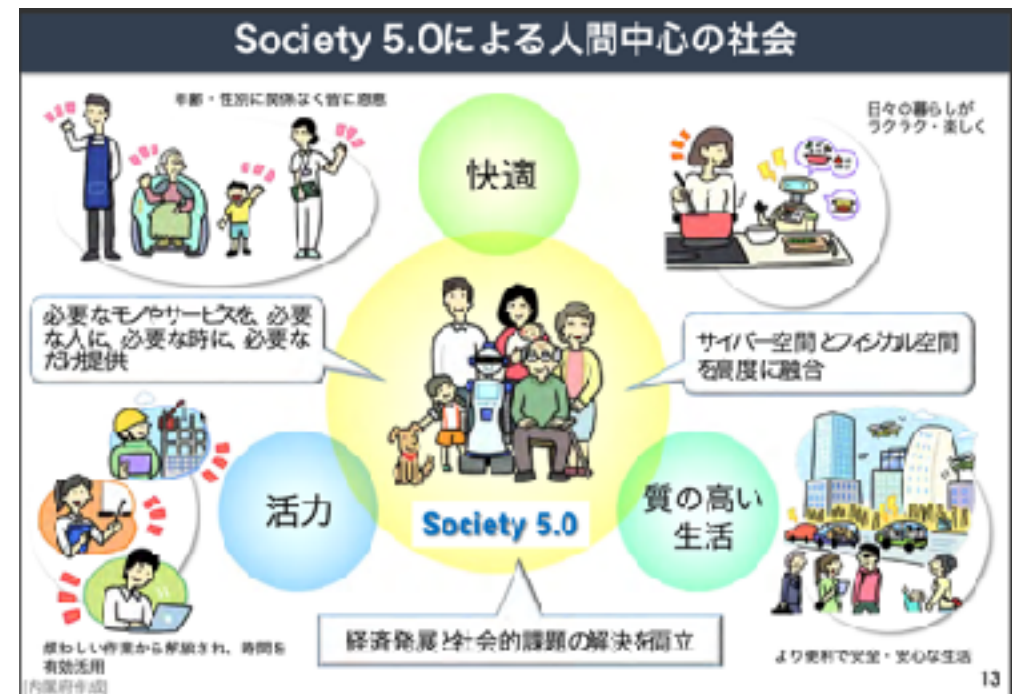 Society 5.0による人間中心の社会
年齢・性別に関係なく皆に恩恵
快適
日々の暮らしが
ラクラク・楽しく
必要なモノやサービスを、必要
な人に、必要な時に、必要な
だけ提供
サイバー空間とフィジカル空間
を高度に融合
活力
質の高い
生活
Society 5.0
経済発展と社会的課題の解決を両立
煩わしい作業から解放され、時間を
有効活用
より便利で安全・安心な生活
[内閣府作成]
13